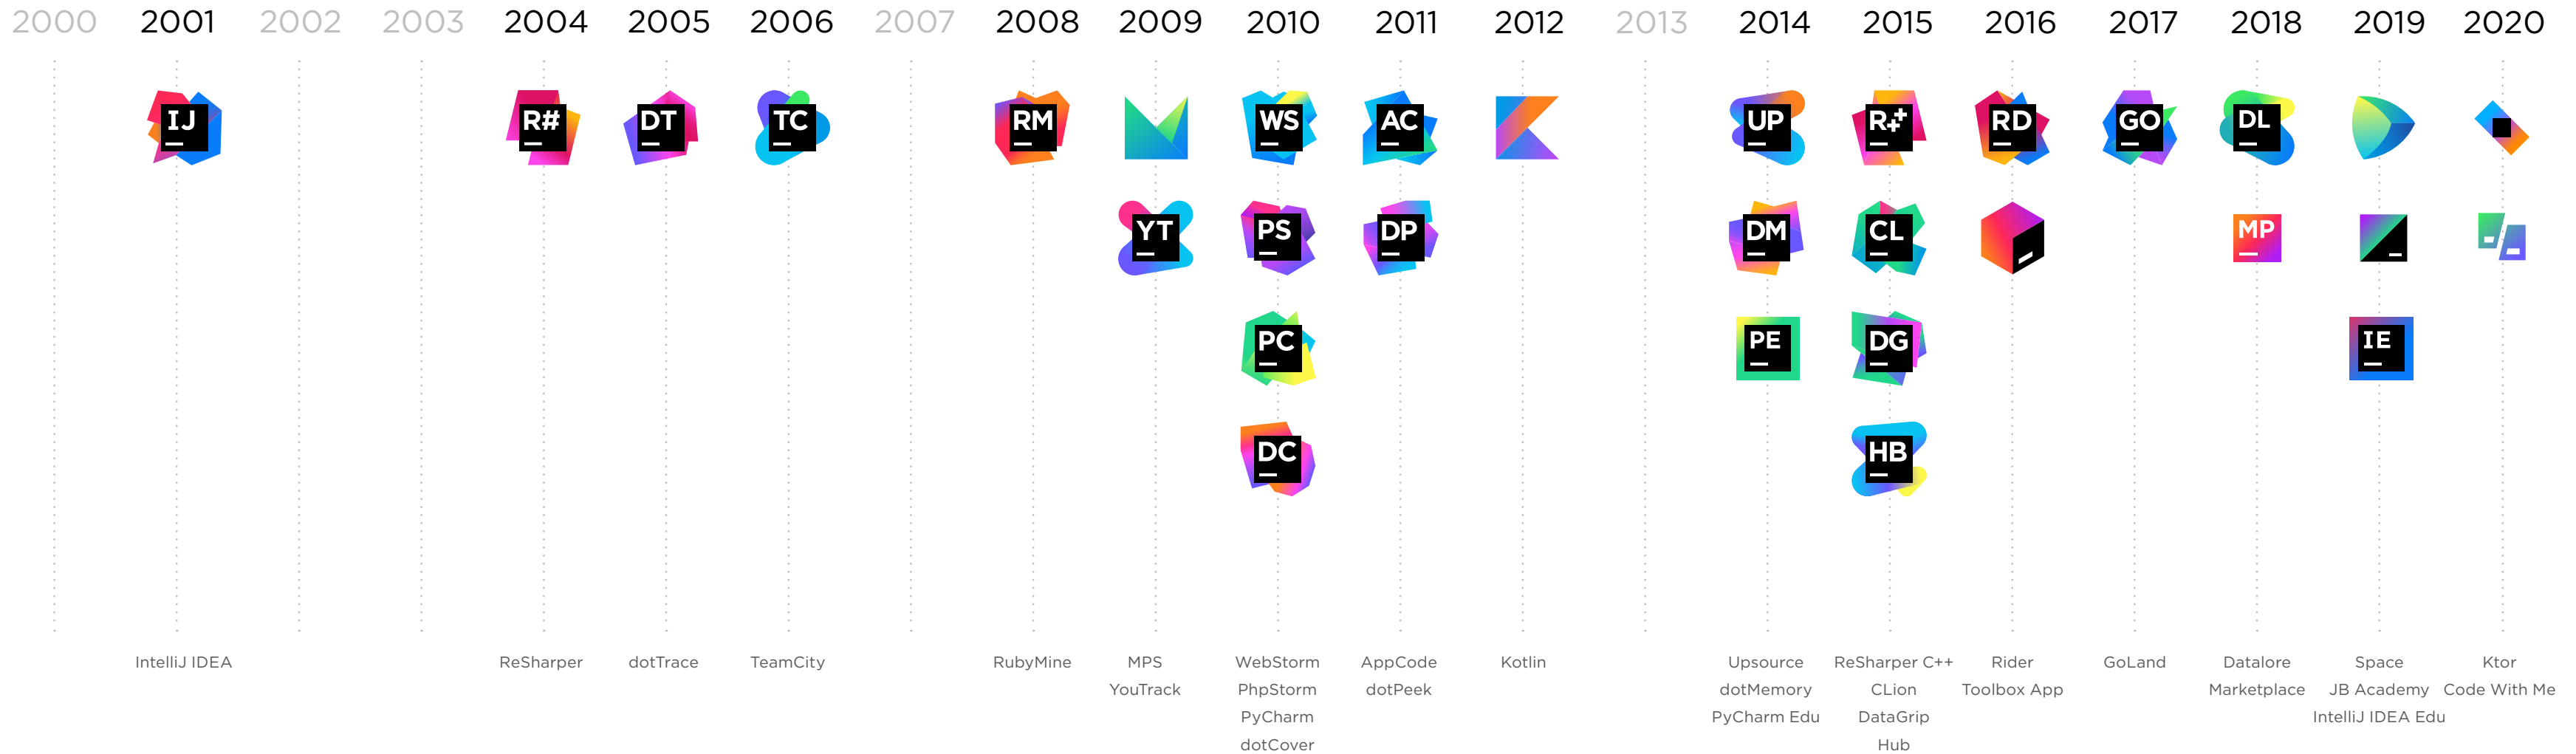 2000 2001 2002 2003 2004 2005 2006 2007 2008 2009 2010 2011 2012 2013 2014 2015 2016 2017 2018 2019 2020
IJ R# DT TC RM WS AC UP R++ RD GO DL
YT PS DP DM CL MP
PC PE DG IE
DC HB
IntelliJ IDEA ReSharper dotTrace TeamCity RubyMine MPS WebStorm AppCode Kotlin Upsource ReSharper C++ Rider GoLand Datalore Space Ktor
YouTrack PhpStorm dotPeek dotMemory CLion Toolbox App Marketplace JB Academy Code With Me
PyCharm PyCharm Edu DataGrip IntelliJ IDEA Edu
dotCover Hub